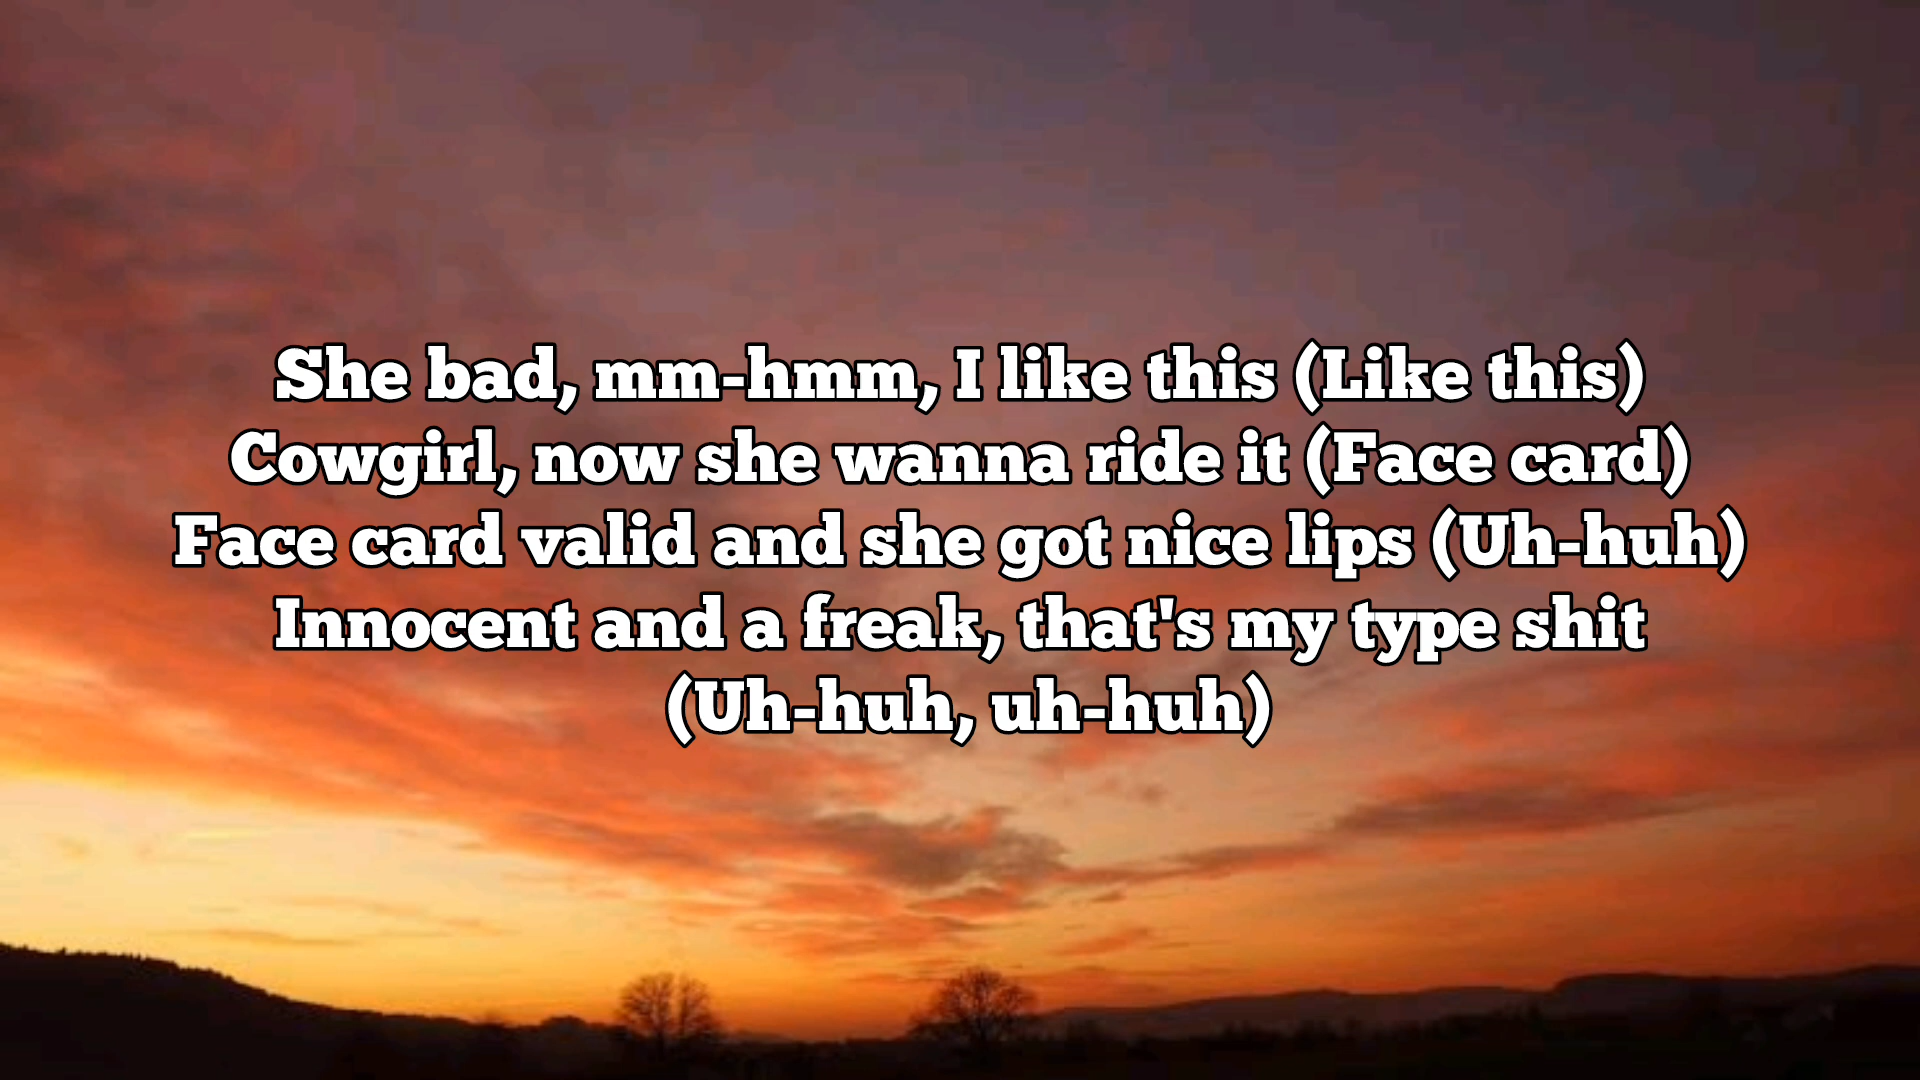 She bad, mm-hmm, I like this (Like this)
Cowgirl, now she wanna ride it (Face card)
Face card valid and she got nice lips (Uh-huh)
Innocent and a freak, that's my type shit
(Uh-huh, uh-huh)